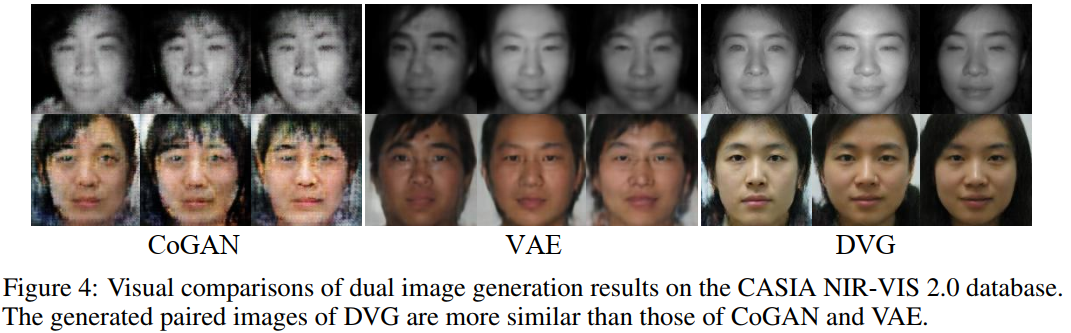 CoGAN VAE DVG
Figure 4: Visual comparisons of dual image generation results on the CASIA NIR-VIS 2.0 database.
The generated paired images of DVG are more similar than those of CoGAN and VAE.